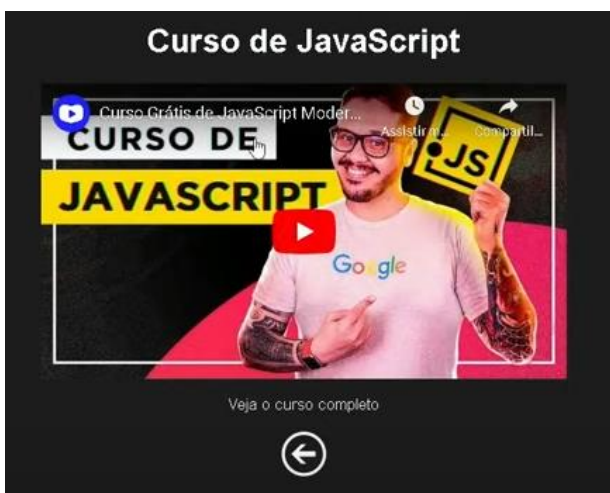 Curso de JavaScript
Curso Grátis de JavaScript Moder...
Assistir m...
Compartil...
CURSO DE
JAVASCRIPT
JS
Google
Veja o curso completo